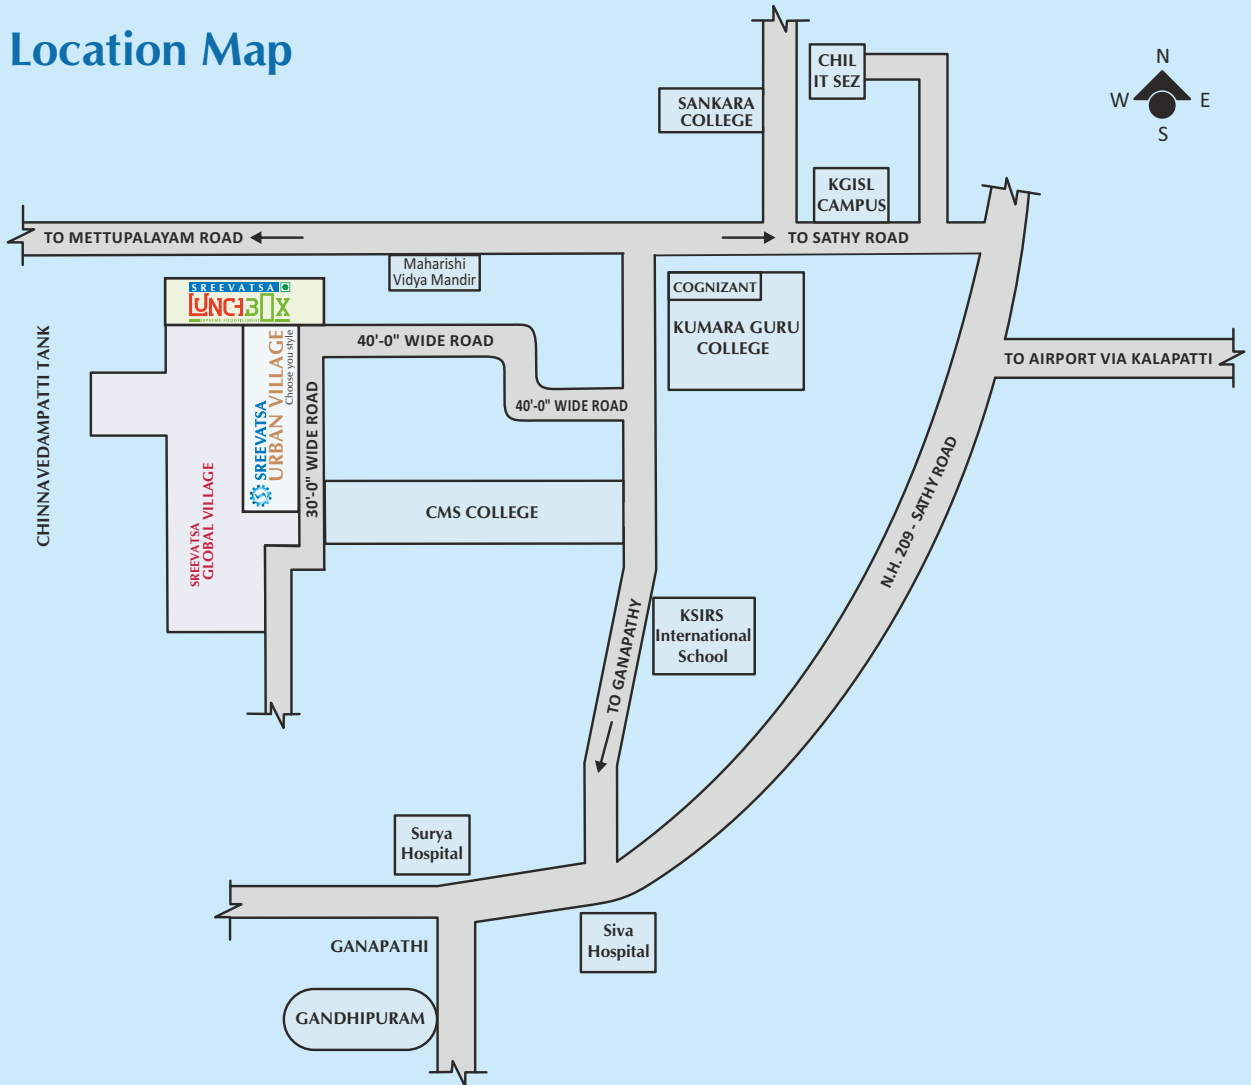 Location Map
N
W
E
S
CHIL
IT SEZ
SANKARA
COLLEGE
KGISL
CAMPUS
TO METTUPALAYAM ROAD
TO SATHY ROAD
Maharishi
Vidya Mandir
COGNIZANT
KUMARA GURU
COLLEGE
SREEVATSA
LUNCHBOX
CHINNAVEDAMPATTI TANK
SREEVATSA
URBAN VILLAGE
Choose you style
SREEVATSA
GLOBAL VILLAGE
30'-0" WIDE ROAD
40'-0" WIDE ROAD
40'-0" WIDE ROAD
TO AIRPORT VIA KALAPATTI
CMS COLLEGE
N.H. 209 - SATHY ROAD
KSIRS
International
School
TO GANAPATHY
Surya
Hospital
Siva
Hospital
GANAPATHI
GANDHIPURAM